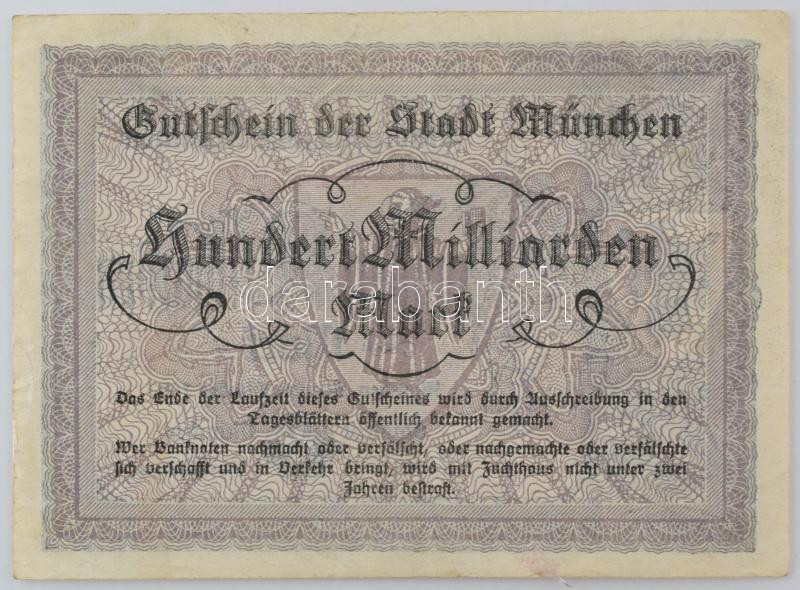 Gutschein der Stadt München
Hundert Milliarden
darabanth
Mark
Das Ende der Laufzeit dieses Gutscheines wird durch Ausschreibung in den
Tagesblättern öffentlich bekannt gemacht.
Wer Banknoten nachmacht oder verfälscht, oder nachgemachte oder verfälschte
sich verschafft und in Verkehr bringt, wird mit Zuchthaus nicht unter zwei
Jahren bestraft.